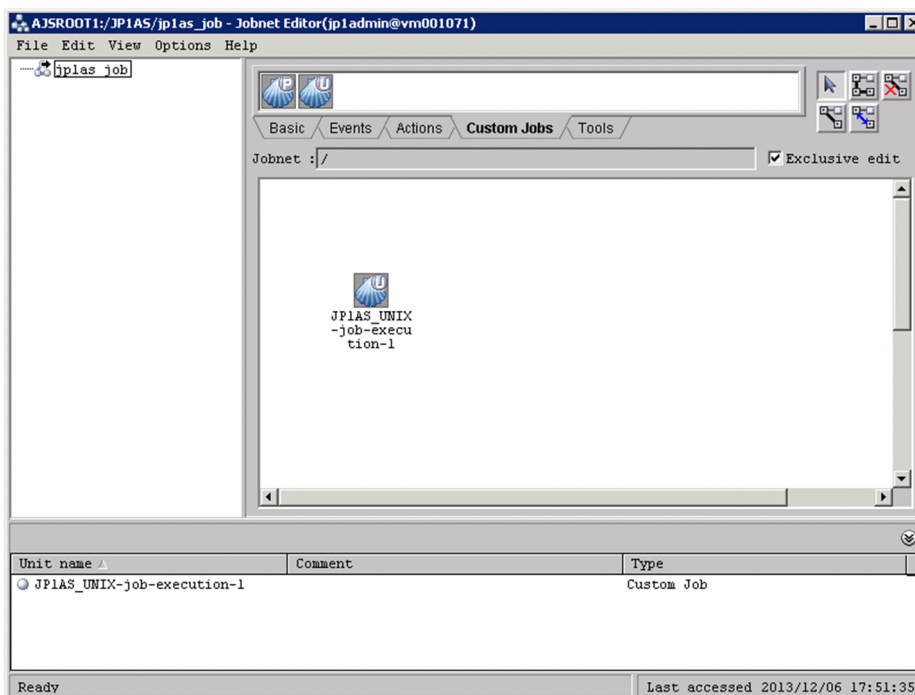 AJSROOT1:/JP1AS/jp1as_job - Jobnet Editor(jp1admin@vm001071)
File Edit View Options Help
jp1as_job
P U
Basic Events Actions Custom Jobs Tools
Jobnet : /
Exclusive edit
U
JP1AS_UNIX
-job-execu
tion-1
Unit name Comment Type
JP1AS_UNIX-job-execution-1 Custom Job
Ready Last accessed 2013/12/06 17:51:35